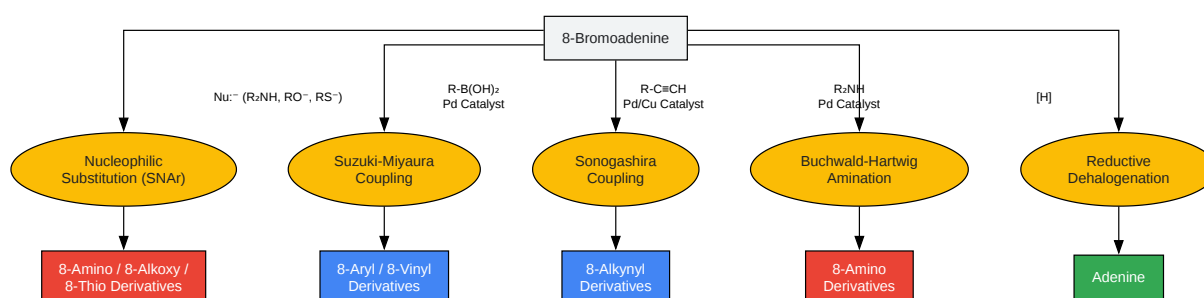 8-Bromoadenine
Nu:⁻ (R₂NH, RO⁻, RS⁻)
R-B(OH)₂
Pd Catalyst
R-C≡CH
Pd/Cu Catalyst
R₂NH
Pd Catalyst
[H]
Nucleophilic
Substitution (SNAr)
Suzuki-Miyaura
Coupling
Sonogashira
Coupling
Buchwald-Hartwig
Amination
Reductive
Dehalogenation
8-Amino / 8-Alkoxy /
8-Thio Derivatives
8-Aryl / 8-Vinyl
Derivatives
8-Alkynyl
Derivatives
8-Amino
Derivatives
Adenine